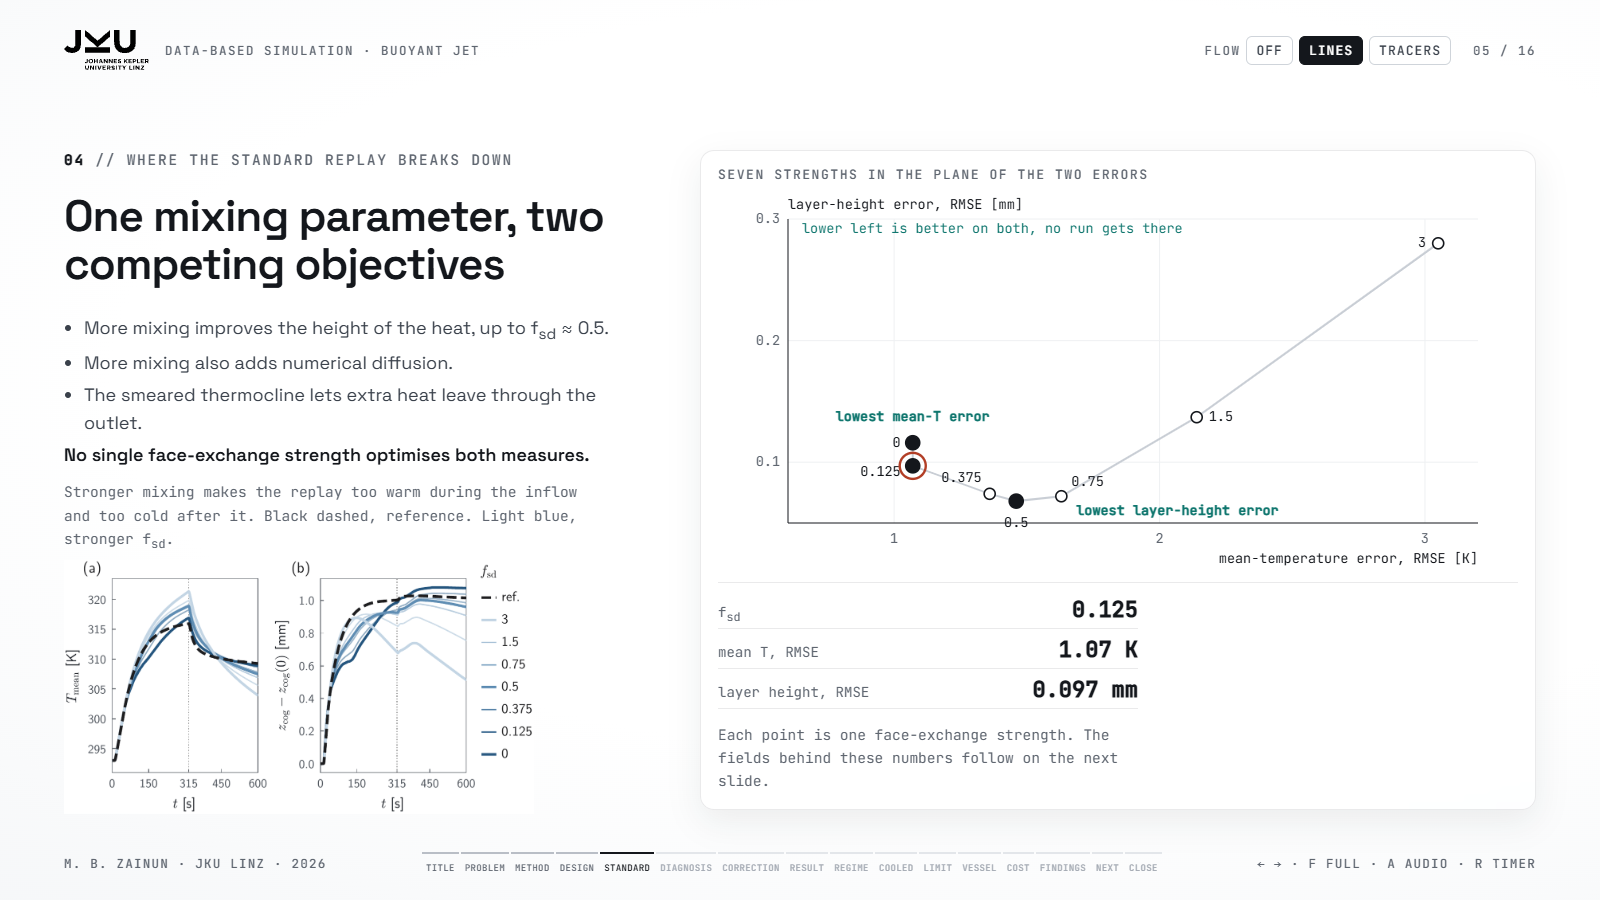 JKU
JOHANNES KEPLER
UNIVERSITY LINZ
DATA-BASED SIMULATION · BUOYANT JET
FLOW OFF LINES TRACERS 05 / 16
04 // WHERE THE STANDARD REPLAY BREAKS DOWN
One mixing parameter, two
competing objectives
• More mixing improves the height of the heat, up to fsd ≈ 0.5.
• More mixing also adds numerical diffusion.
• The smeared thermocline lets extra heat leave through the
outlet.
No single face-exchange strength optimises both measures.
Stronger mixing makes the replay too warm during the inflow
and too cold after it. Black dashed, reference. Light blue,
stronger fsd.
(a)
320
315
310
305
300
295
Tmean [K]
0 150 315 450 600
t [s]
(b)
1.0
0.8
0.6
0.4
0.2
0.0
zcog − zcog(0) [mm]
0 150 315 450 600
t [s]
fsd
ref.
3
1.5
0.75
0.5
0.375
0.125
0
SEVEN STRENGTHS IN THE PLANE OF THE TWO ERRORS
layer-height error, RMSE [mm]
0.3
lower left is better on both, no run gets there
3
0.2
lowest mean-T error
1.5
0
0.1
0.125
0.375
0.75
lowest layer-height error
0.5
1 2 3
mean-temperature error, RMSE [K]
fsd 0.125
mean T, RMSE 1.07 K
layer height, RMSE 0.097 mm
Each point is one face-exchange strength. The
fields behind these numbers follow on the next
slide.
M. B. ZAINUN · JKU LINZ · 2026
TITLE PROBLEM METHOD DESIGN STANDARD DIAGNOSIS CORRECTION RESULT REGIME COOLED LIMIT VESSEL COST FINDINGS NEXT CLOSE
← → · F FULL · A AUDIO · R TIMER